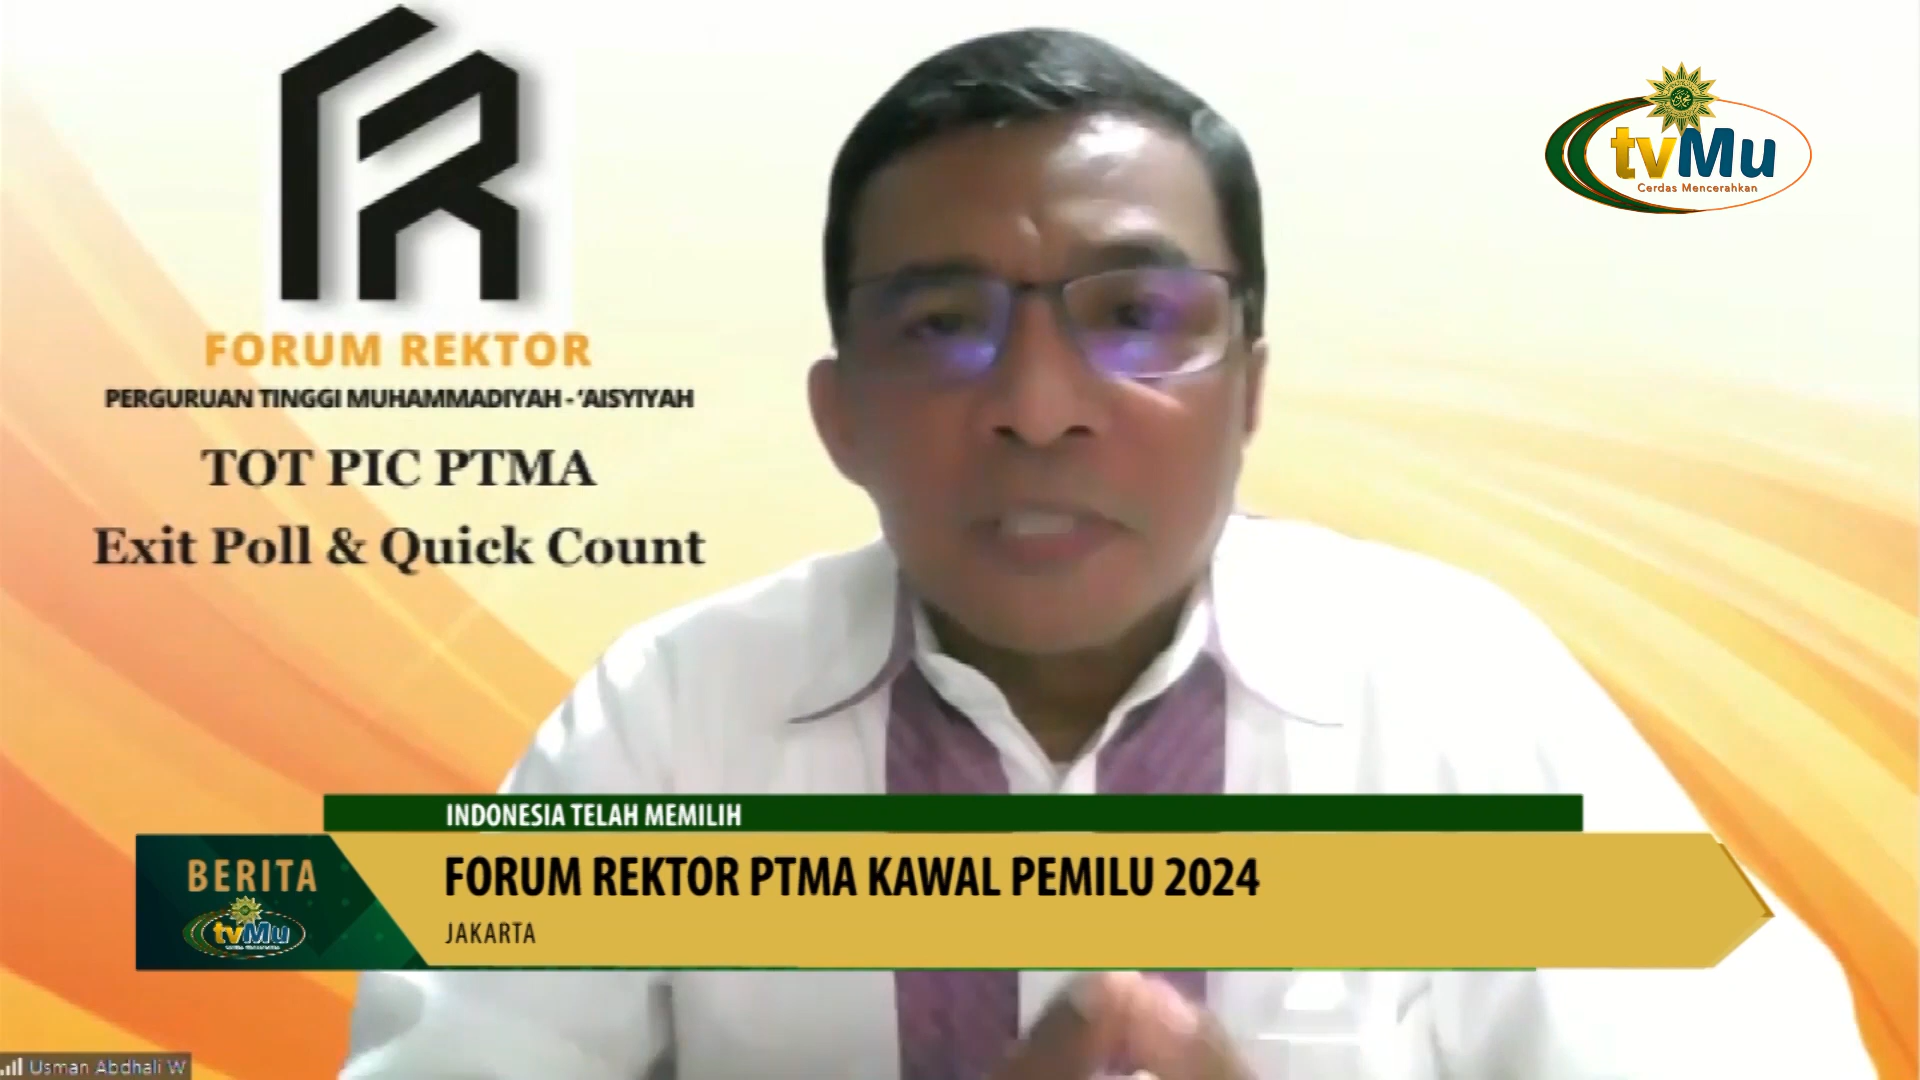 FORUM REKTOR
PERGURUAN TINGGI MUHAMMADIYAH - 'AISYIYAH
TOT PIC PTMA
Exit Poll & Quick Count
tvMu
Cerdas Mencerahkan
INDONESIA TELAH MEMILIH
BERITA
tvMu
FORUM REKTOR PTMA KAWAL PEMILU 2024
JAKARTA
Usman Abdhali W